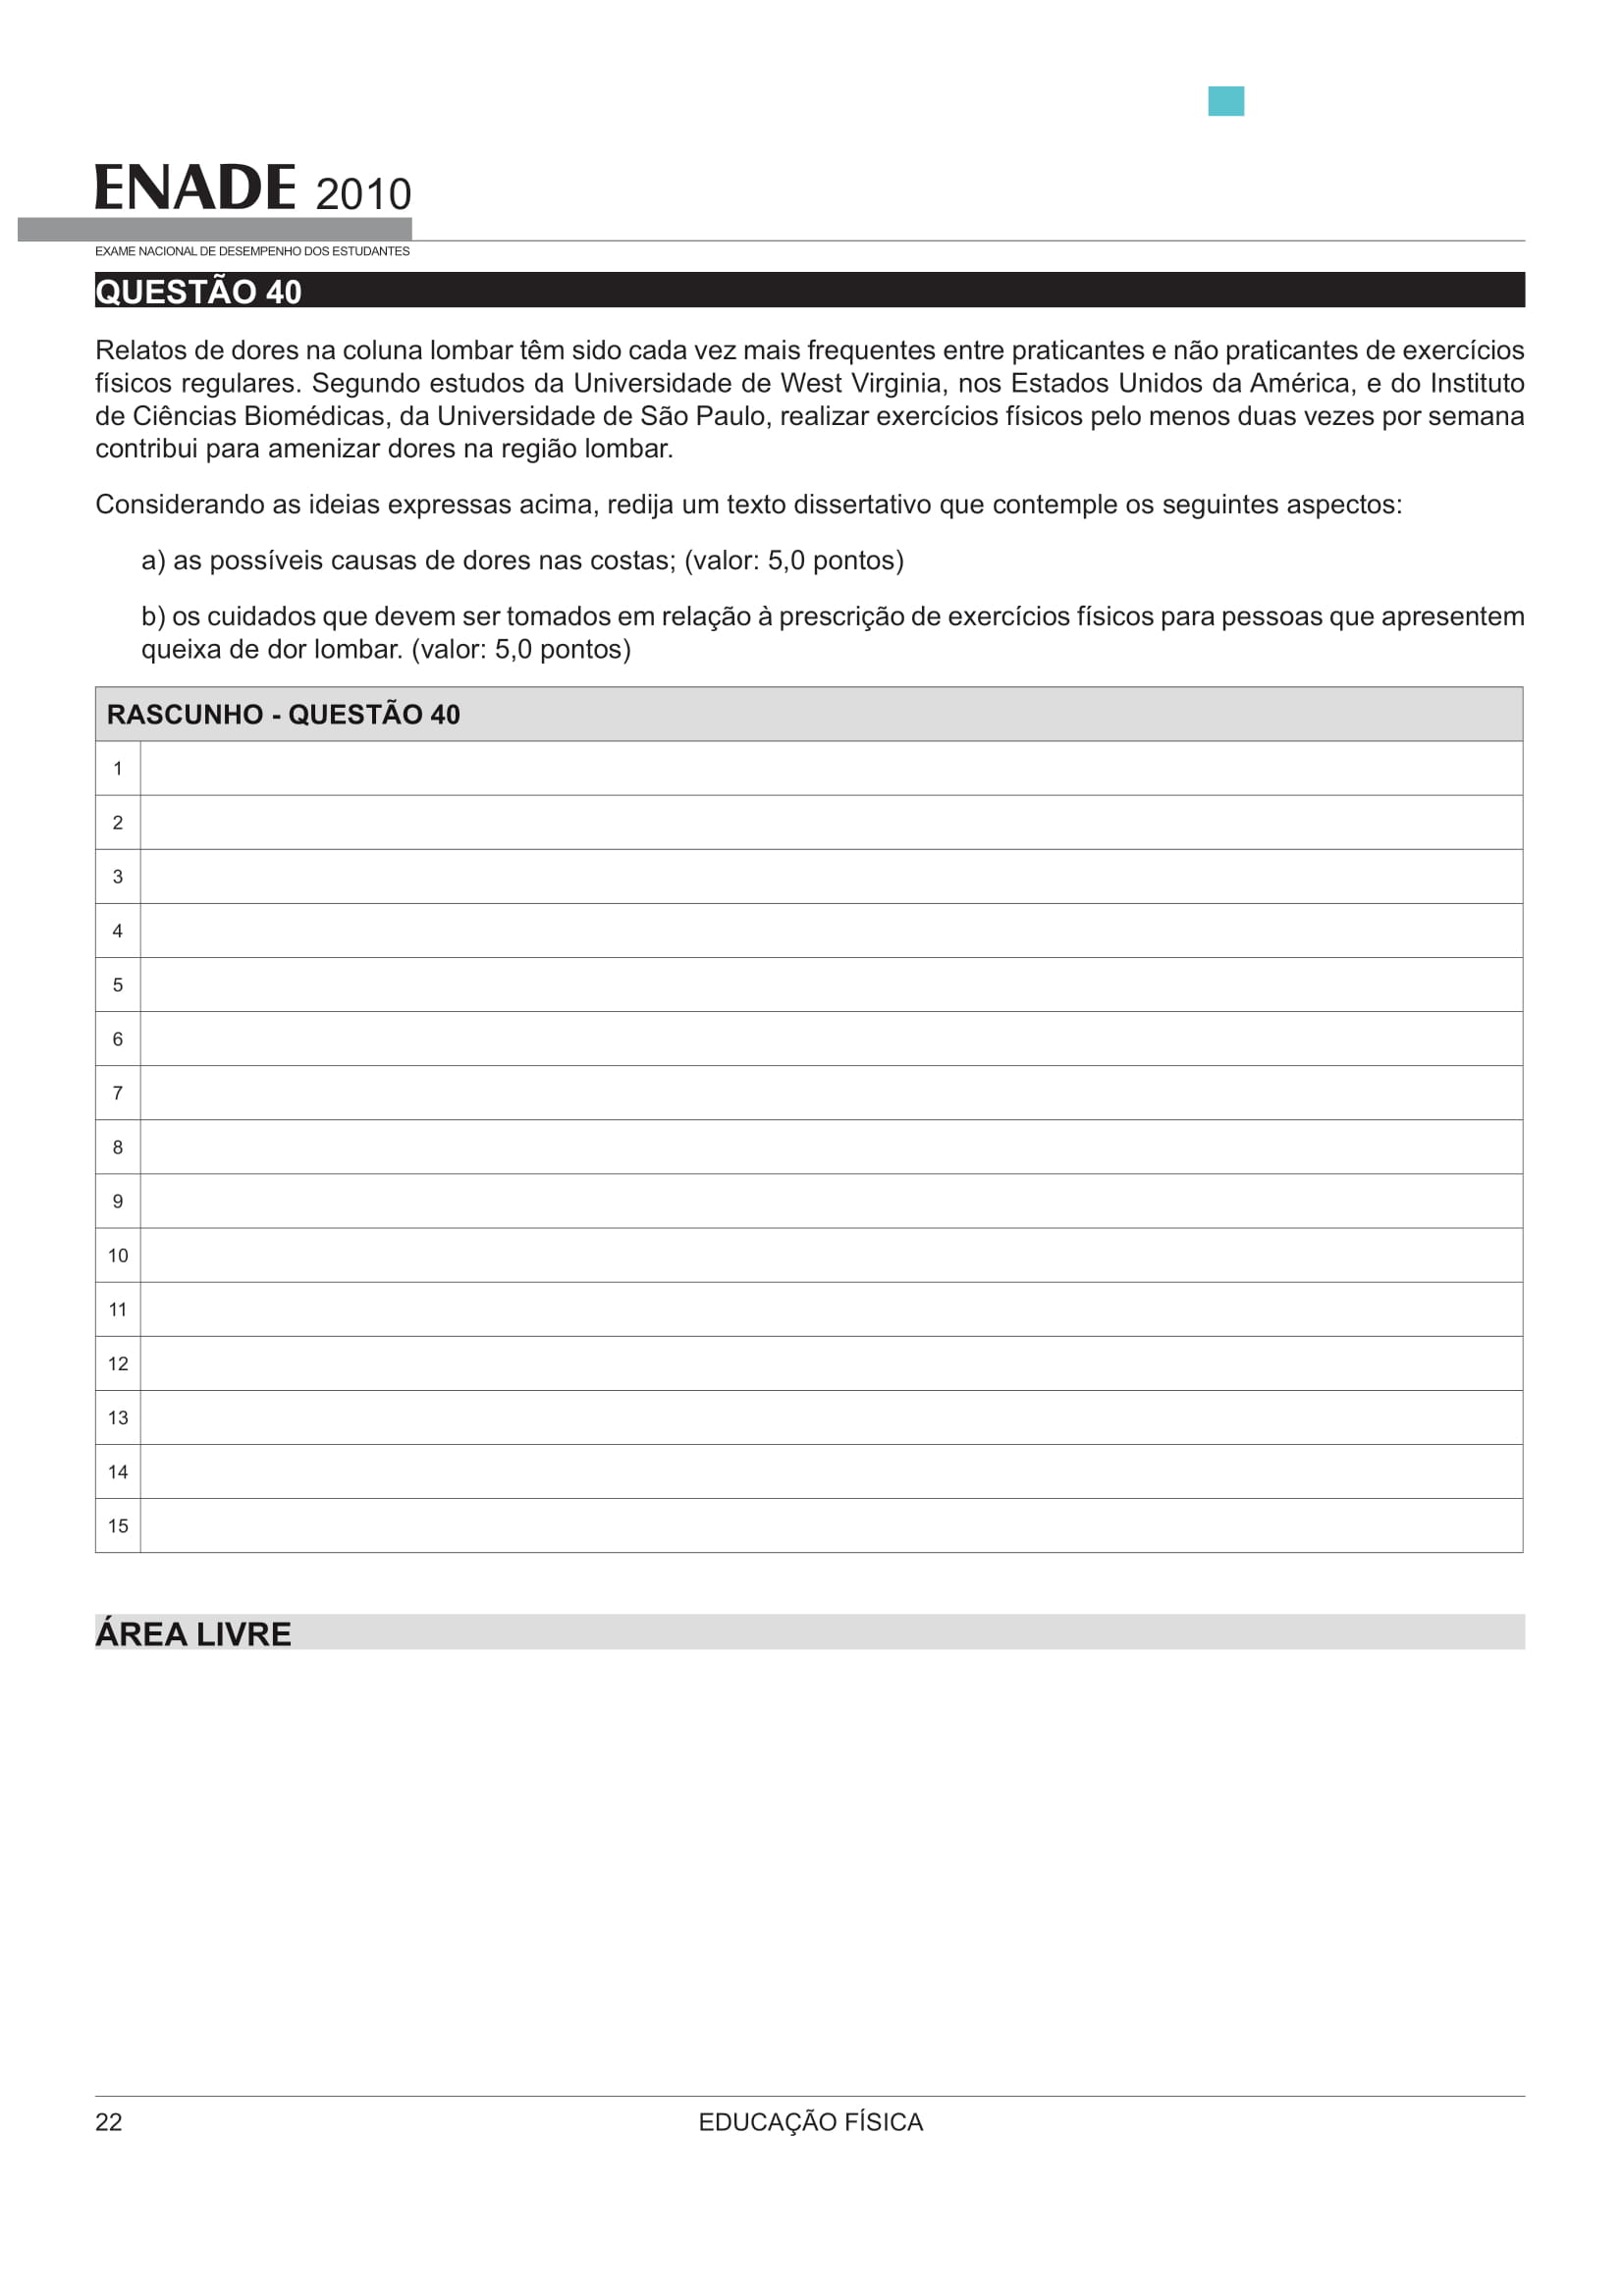 ENADE 2010
EXAME NACIONAL DE DESEMPENHO DOS ESTUDANTES
QUESTÃO 40
Relatos de dores na coluna lombar têm sido cada vez mais frequentes entre praticantes e não praticantes de exercícios
físicos regulares. Segundo estudos da Universidade de West Virginia, nos Estados Unidos da América, e do Instituto
de Ciências Biomédicas, da Universidade de São Paulo, realizar exercícios físicos pelo menos duas vezes por semana
contribui para amenizar dores na região lombar.
Considerando as ideias expressas acima, redija um texto dissertativo que contemple os seguintes aspectos:
a) as possíveis causas de dores nas costas; (valor: 5,0 pontos)
b) os cuidados que devem ser tomados em relação à prescrição de exercícios físicos para pessoas que apresentem
queixa de dor lombar. (valor: 5,0 pontos)
RASCUNHO - QUESTÃO 40
1
2
3
4
5
6
7
8
9
10
11
12
13
14
15
ÁREA LIVRE
22 EDUCAÇÃO FÍSICA